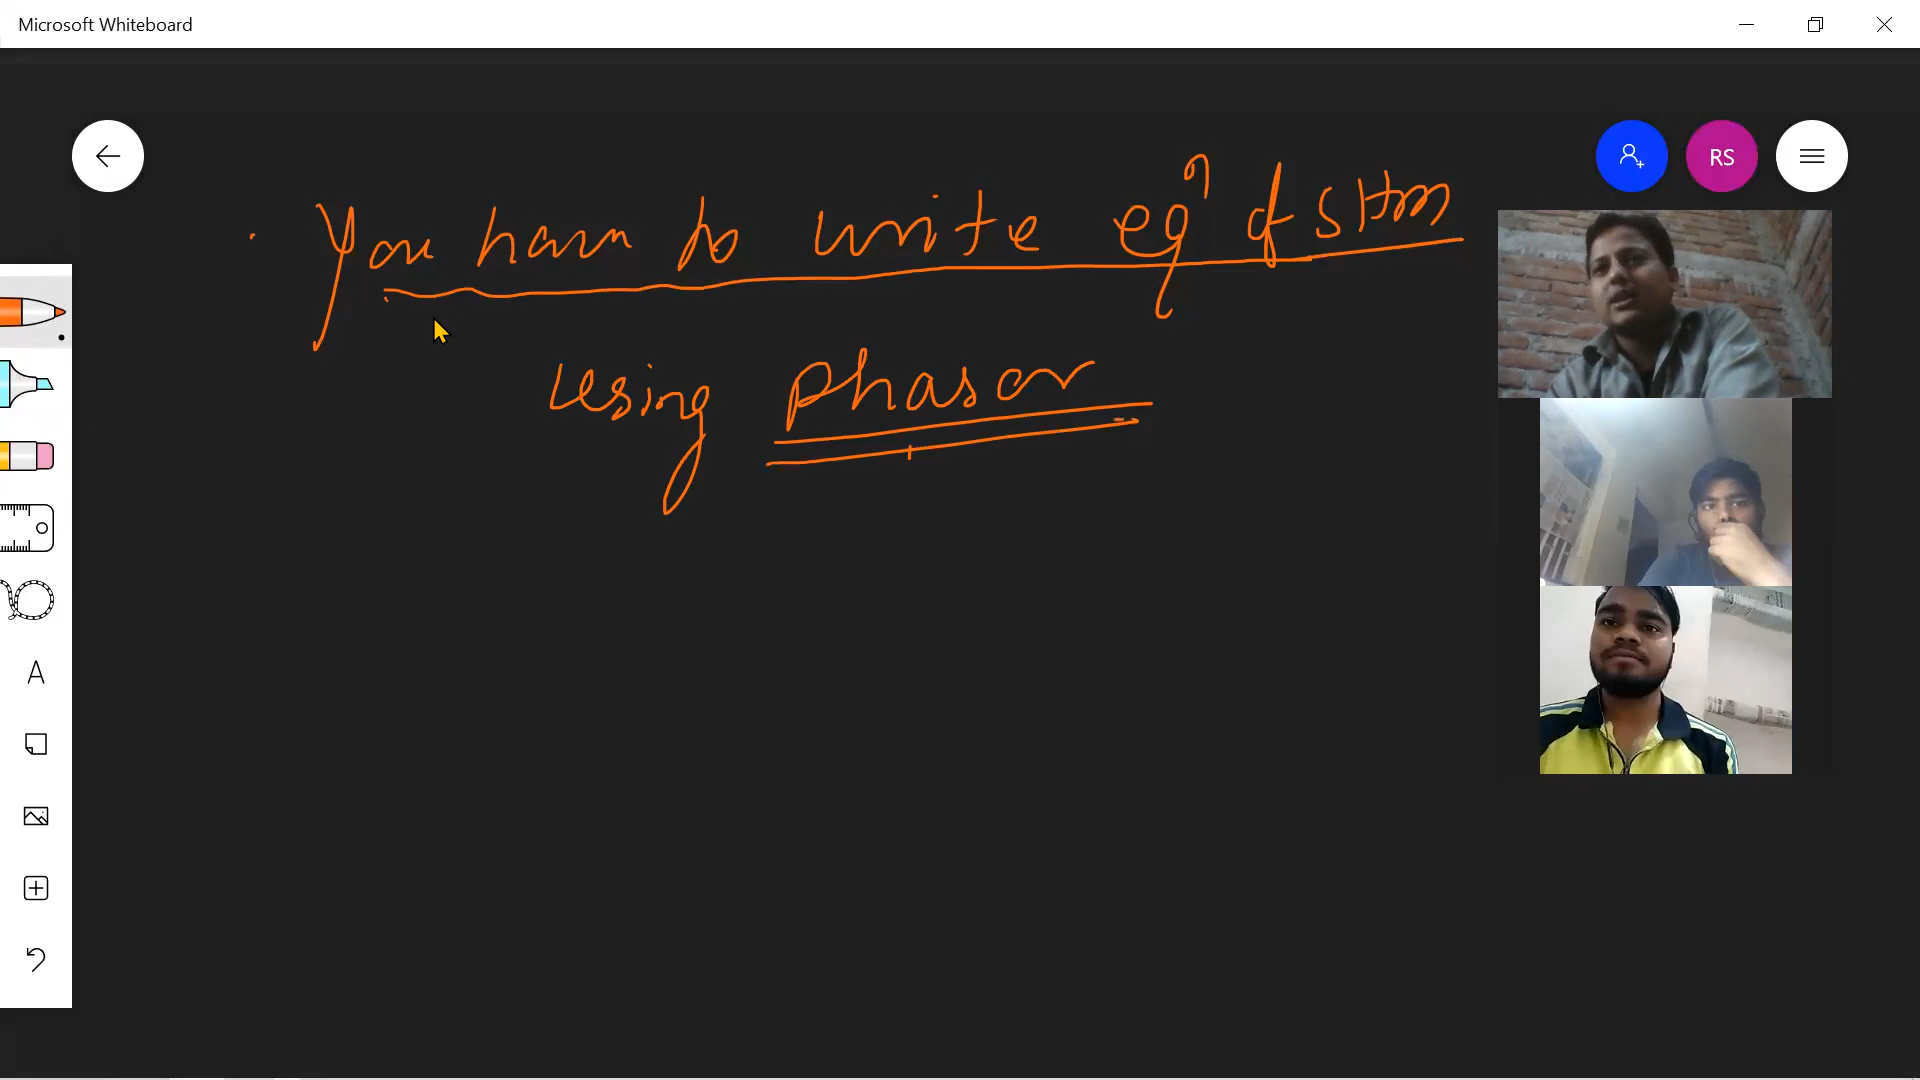 Microsoft Whiteboard
RS
You have to write eqn of SHM
using phasor
A